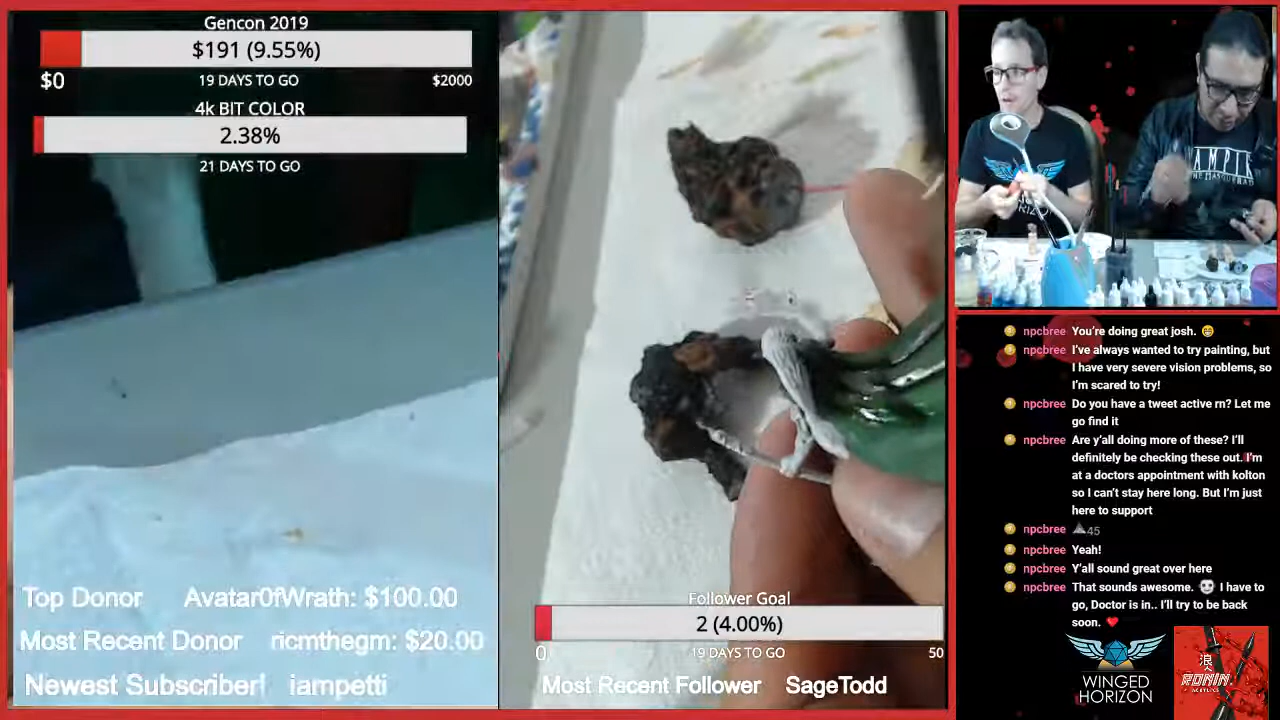 Gencon 2019
$191 (9.55%)
$0 19 DAYS TO GO $2000
4k BIT COLOR
2.38%
21 DAYS TO GO
Top Donor AvatarOfWrath: $100.00
Most Recent Donor ricmthegm: $20.00
Newest Subscriber! iampetti
Follower Goal
2 (4.00%)
0 19 DAYS TO GO 50
Most Recent Follower SageTodd
npcbree You're doing great josh. 😁
npcbree I've always wanted to try painting, but
I have very severe vision problems, so
I'm scared to try!
npcbree Do you have a tweet active rn? Let me
go find it
npcbree Are y'all doing more of these? I'll
definitely be checking these out. I'm
at a doctors appointment with kolton
so I can't stay here long. But I'm just
here to support
npcbree 45
npcbree Yeah!
npcbree Y'all sound great over here
npcbree That sounds awesome. I have to
go, Doctor is in.. I'll try to be back
soon. ❤️
WINGED
HORIZON
浪人
RONIN
ACRYLICS